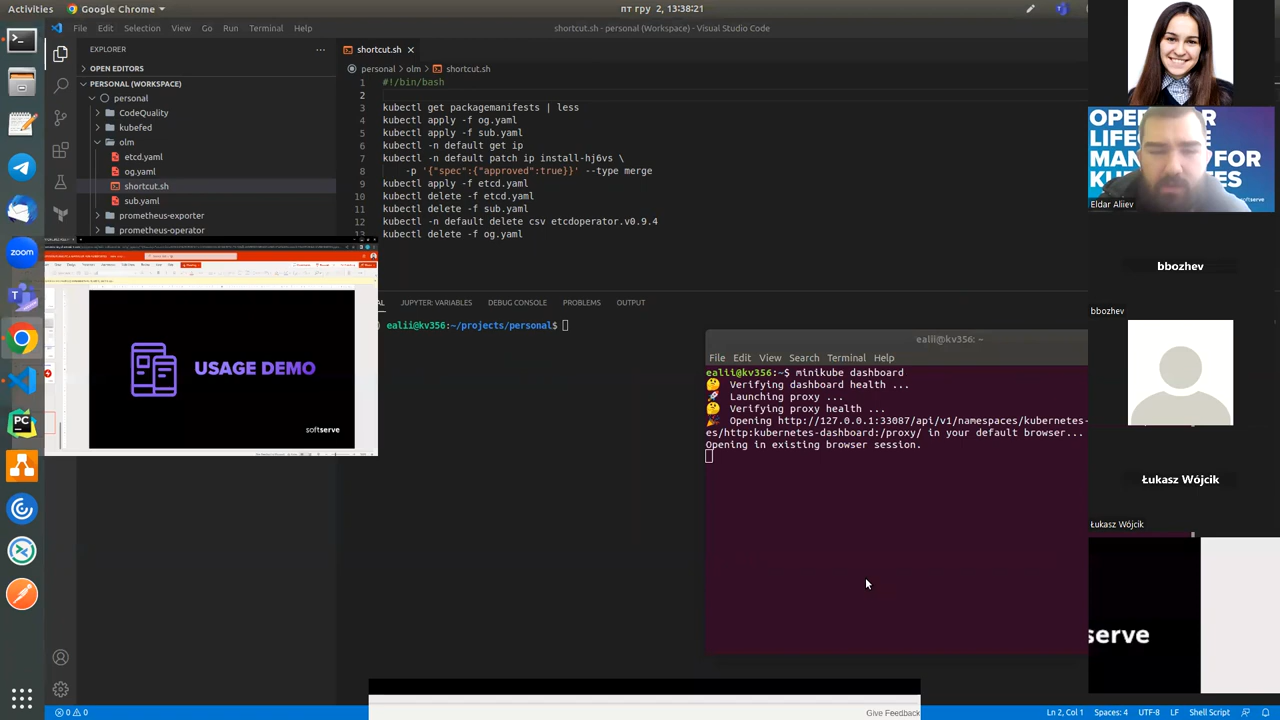 Activities
Google Chrome
пт гру 2, 13:38:21
File Edit Selection View Go Run Terminal Help
shortcut.sh - personal (Workspace) - Visual Studio Code
EXPLORER
OPEN EDITORS
PERSONAL (WORKSPACE)
personal
CodeQuality
kubefed
olm
etcd.yaml
og.yaml
shortcut.sh
sub.yaml
prometheus-exporter
prometheus-operator
shortcut.sh
personal > olm > shortcut.sh
1 #!/bin/bash
2
3 kubectl get packagemanifests | less
4 kubectl apply -f og.yaml
5 kubectl apply -f sub.yaml
6 kubectl -n default get ip
7 kubectl -n default patch ip install-hj6vs \
8 -p '{"spec":{"approved":true}}' --type merge
9 kubectl apply -f etcd.yaml
10 kubectl delete -f etcd.yaml
11 kubectl delete -f sub.yaml
12 kubectl -n default delete csv etcdoperator.v0.9.4
kubectl delete -f og.yaml
USAGE DEMO
softserve
zoom
JUPYTER: VARIABLES DEBUG CONSOLE PROBLEMS OUTPUT
ealii@kv356:~/projects/personal$
ealii@kv356: ~
File Edit View Search Terminal Help
ealii@kv356:~$ minikube dashboard
Verifying dashboard health ...
Launching proxy ...
Verifying proxy health ...
Opening http://127.0.0.1:33087/api/v1/namespaces/kubernetes-
es/http:kubernetes-dashboard:/proxy/ in your default browser...
Opening in existing browser session.
Eldar Aliiev
bbozhev
bbozhev
Łukasz Wójcik
Łukasz Wójcik
serve
Give Feedback
0 0
Ln 2, Col 1 Spaces: 4 UTF-8 LF Shell Script